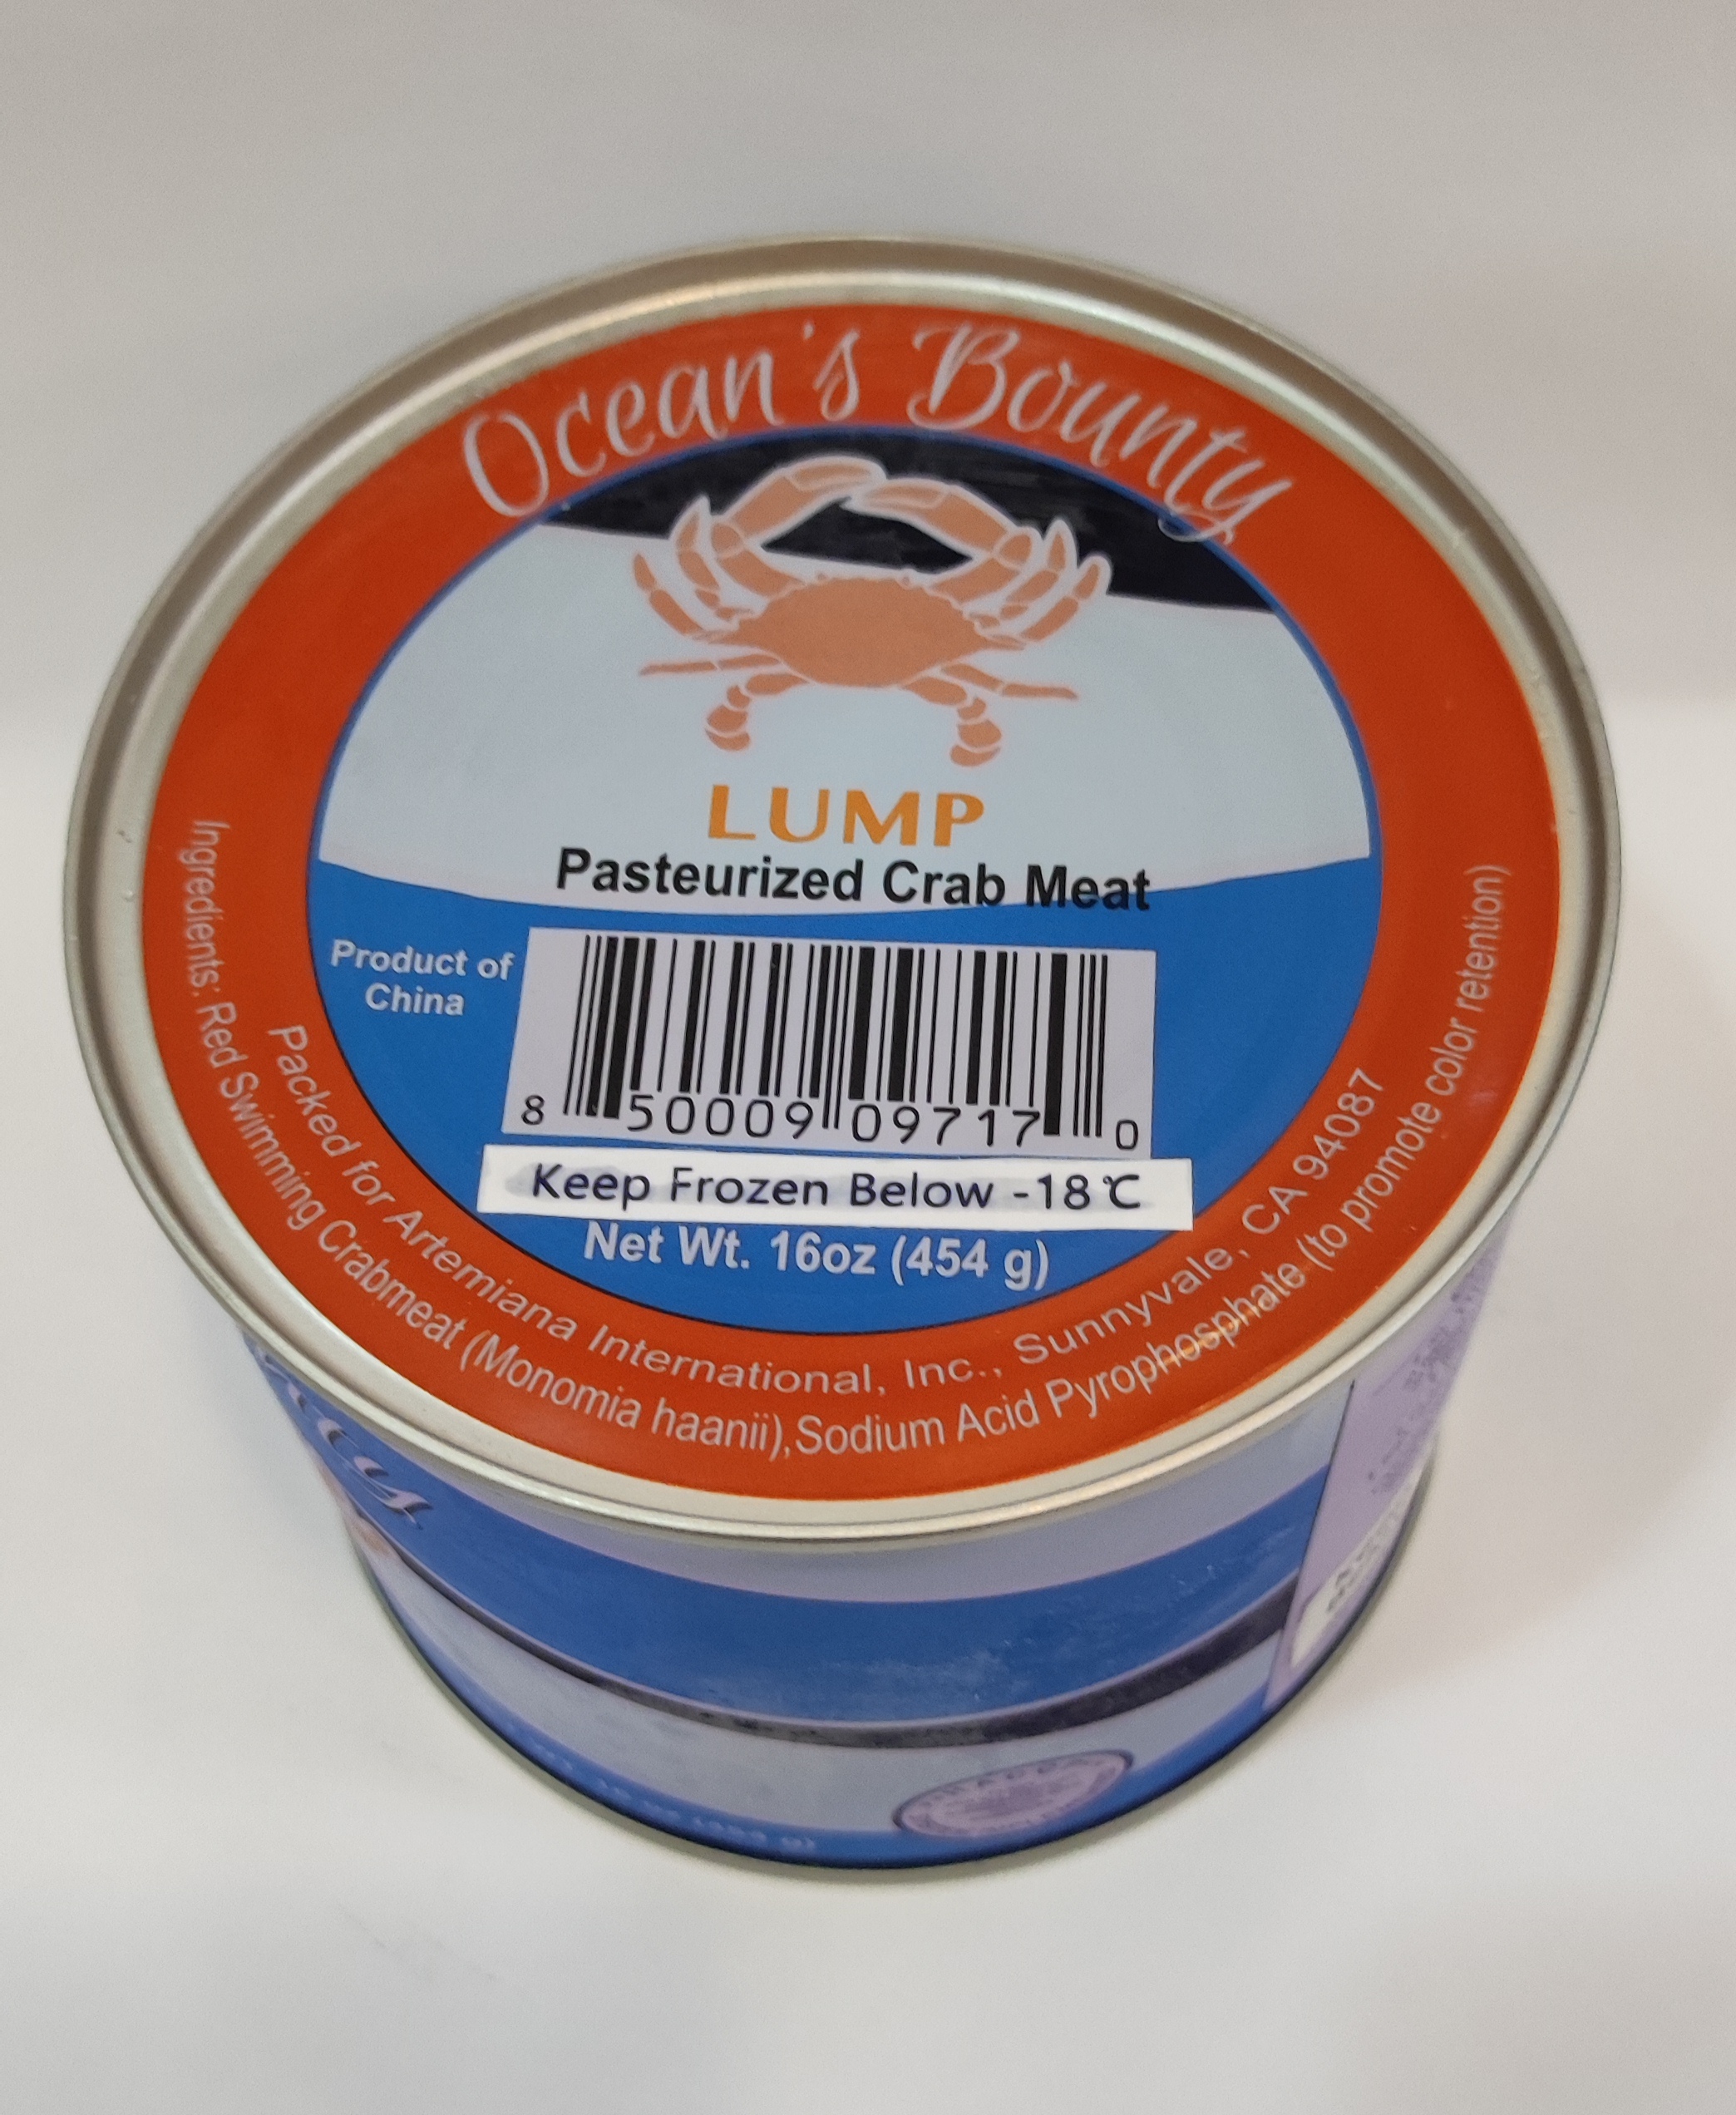 Ocean's Bounty
LUMP
Pasteurized Crab Meat
Product of
China
8 50009 09717 0
Keep Frozen Below -18℃
Net Wt. 16oz (454 g)
Packed for Artemiana International, Inc., Sunnyvale, CA 94087
Ingredients: Red Swimming Crabmeat (Monomia haanii),Sodium Acid Pyrophosphate (to promote color retention)